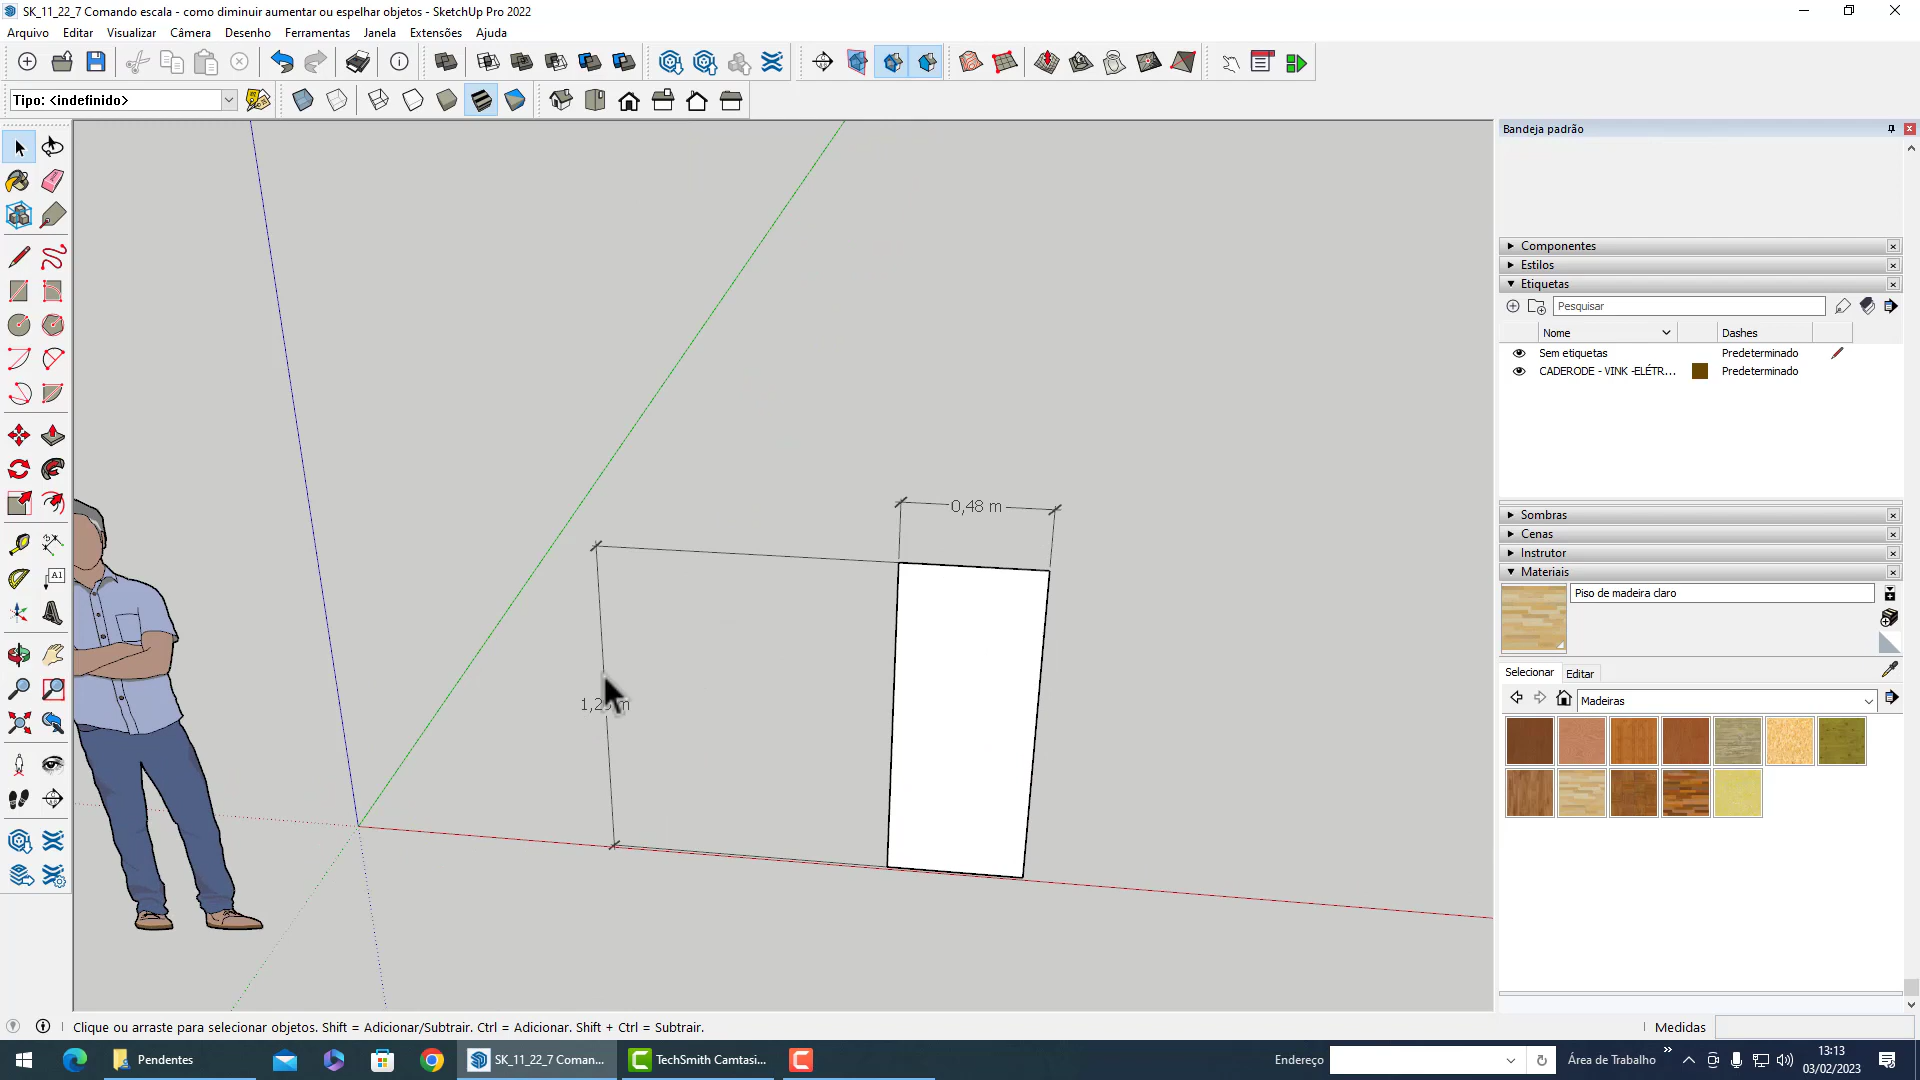 SK_11_22_7 Comando escala - como diminuir aumentar ou espelhar objetos - SketchUp Pro 2022
Arquivo Editar Visualizar Câmera Desenho Ferramentas Janela Extensões Ajuda
Tipo: <indefinido>
Bandeja padrão
Componentes
Estilos
Etiquetas
Pesquisar
Nome Dashes
Sem etiquetas Predeterminado
CADERODE - VINK -ELÉTR... Predeterminado
0,48 m
A1
Sombras
Cenas
Instrutor
Materiais
Piso de madeira claro
Selecionar Editar
Madeiras
Clique ou arraste para selecionar objetos. Shift = Adicionar/Subtrair. Ctrl = Adicionar. Shift + Ctrl = Subtrair.
Medidas
Pendentes
SK_11_22_7 Coman...
TechSmith Camtasi...
Endereço
Área de Trabalho
13:13
03/02/2023